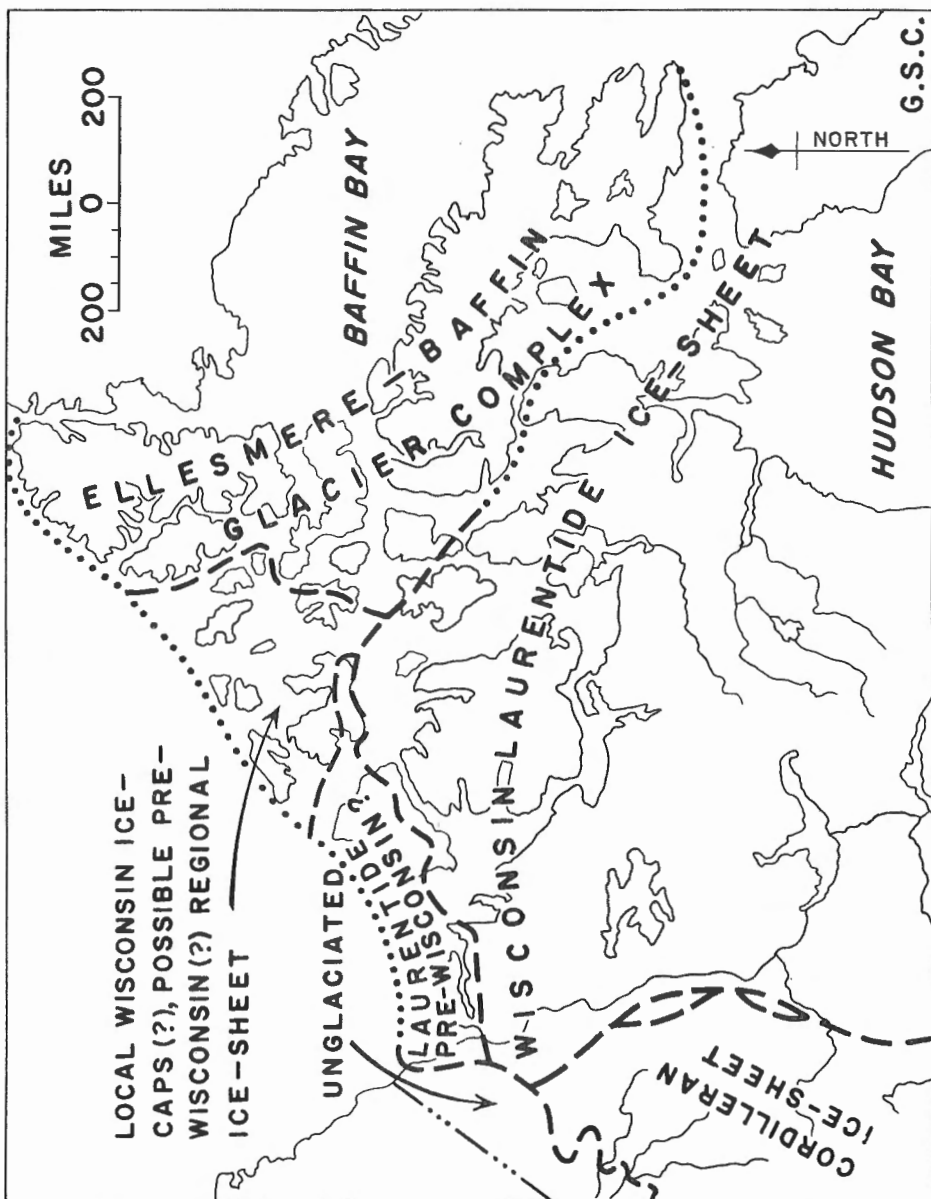 LOCAL WISCONSIN ICE-
CAPS (?), POSSIBLE PRE-
WISCONSIN (?) REGIONAL
ICE-SHEET
UNGLACIATED
LAURENTIDE
PRE-WISCONSIN?
WISCONSIN-LAURENTIDE ICE-SHEET
CORDILLERAN
ICE-SHEET
ELLESMERE-BAFFIN
GLACIER COMPLEX
MILES
200 0 200
BAFFIN BAY
HUDSON BAY
NORTH
G.S.C.